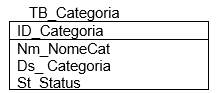 TB_Categoria
ID_Categoria
Nm_NomeCat
Ds_ Categoria
St_Status